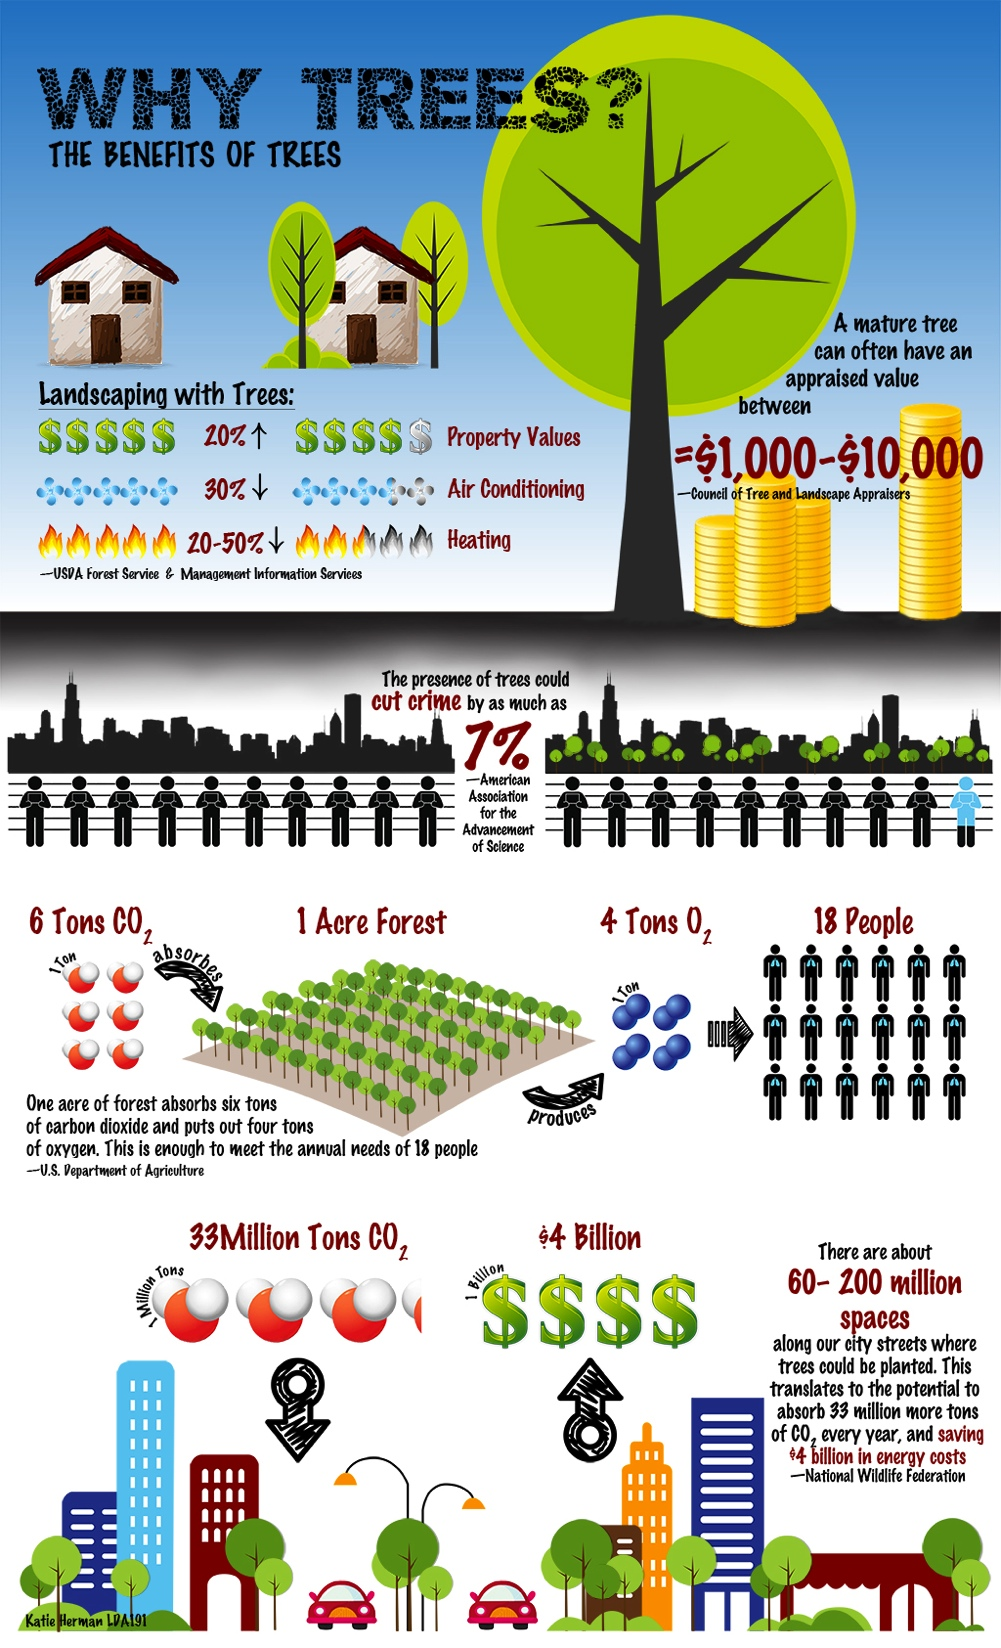 WHY TREES?
THE BENEFITS OF TREES
A mature tree
can often have an
appraised value
between
=$1,000-$10,000
—Council of Tree and Landscape Appraisers
Landscaping with Trees:
$$$$$ 20%↑ $$$$$ Property Values
30%↓ Air Conditioning
20-50%↓ Heating
—USDA Forest Service & Management Information Services
The presence of trees could
cut crime by as much as
7%
—American
Association
for the
Advancement
of Science
6 Tons CO2
1 Acre Forest
4 Tons O2
18 People
1 Ton
absorbes
1 Ton
produces
One acre of forest absorbs six tons
of carbon dioxide and puts out four tons
of oxygen. This is enough to meet the annual needs of 18 people
—U.S. Department of Agriculture
33Million Tons CO2
1 Million Tons
$4 Billion
1 Billion
$$$$
There are about
60- 200 million
spaces
along our city streets where
trees could be planted. This
translates to the potential to
absorb 33 million more tons
of CO2 every year, and saving
$4 billion in energy costs
—National Wildlife Federation
Katie Herman LDA191